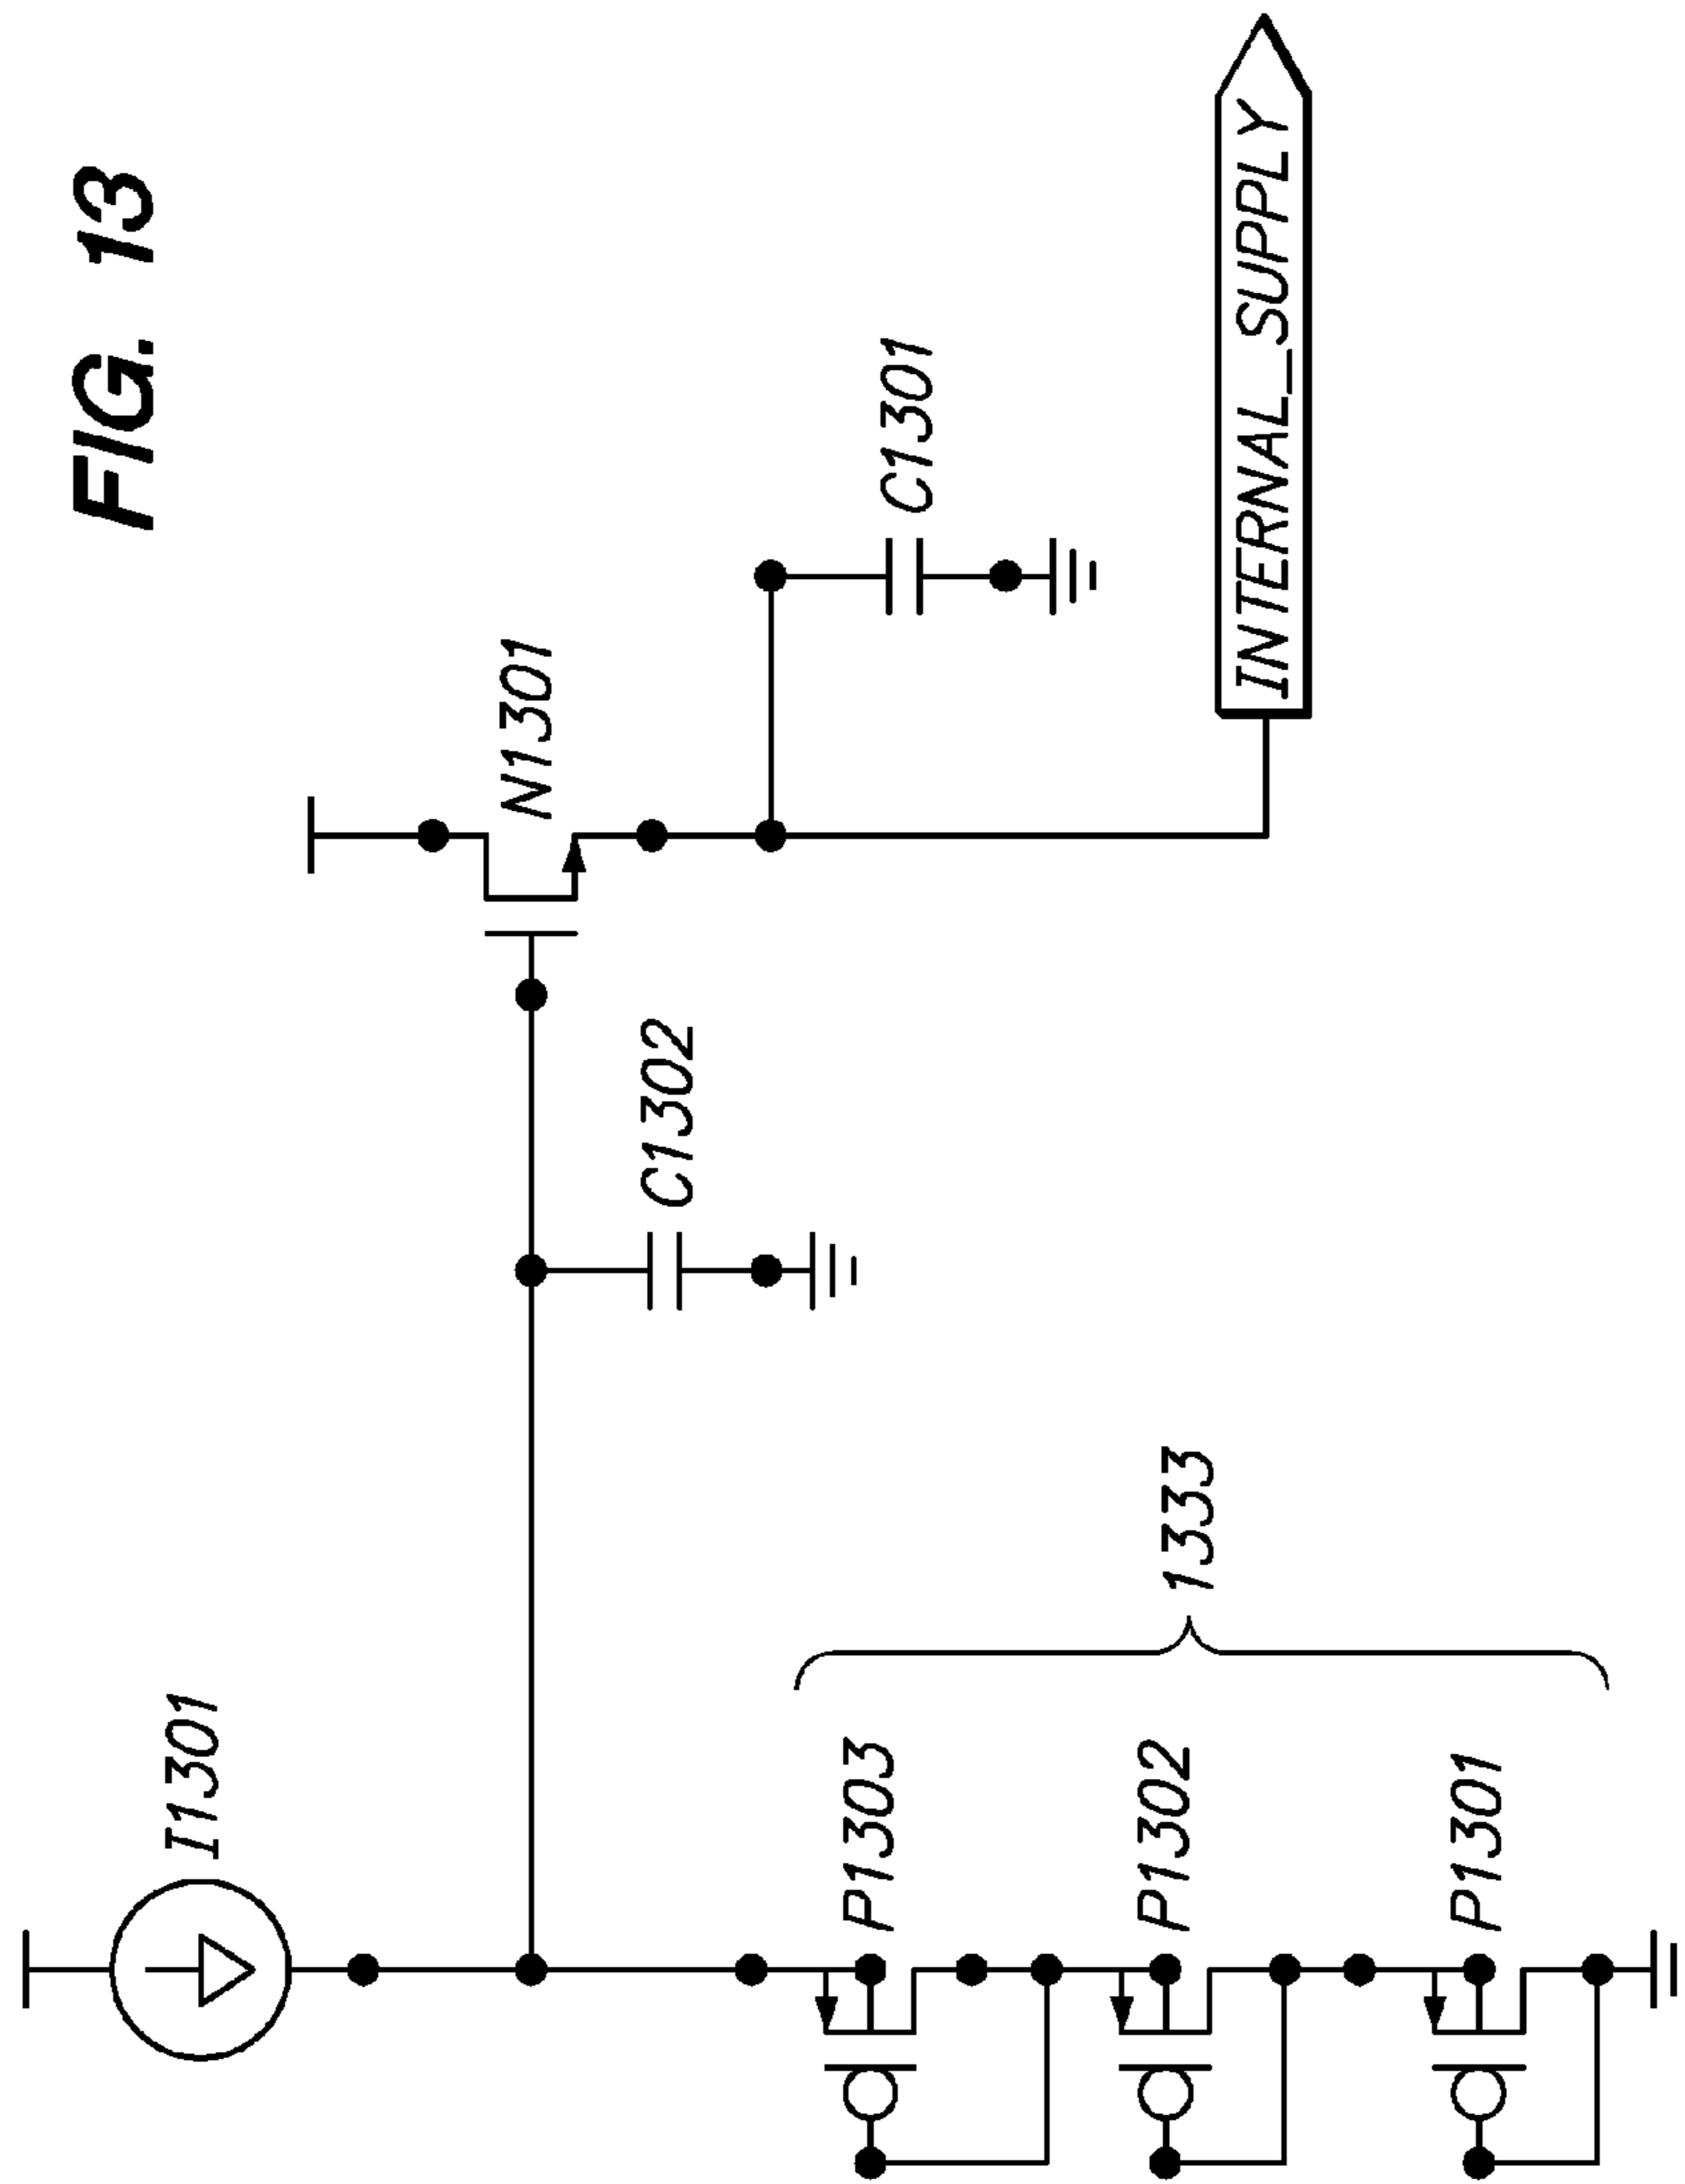 FIG. 13
I1301
N1301
C1302
C1301
P1303
P1302
1333
P1301
INTERNAL_SUPPLY